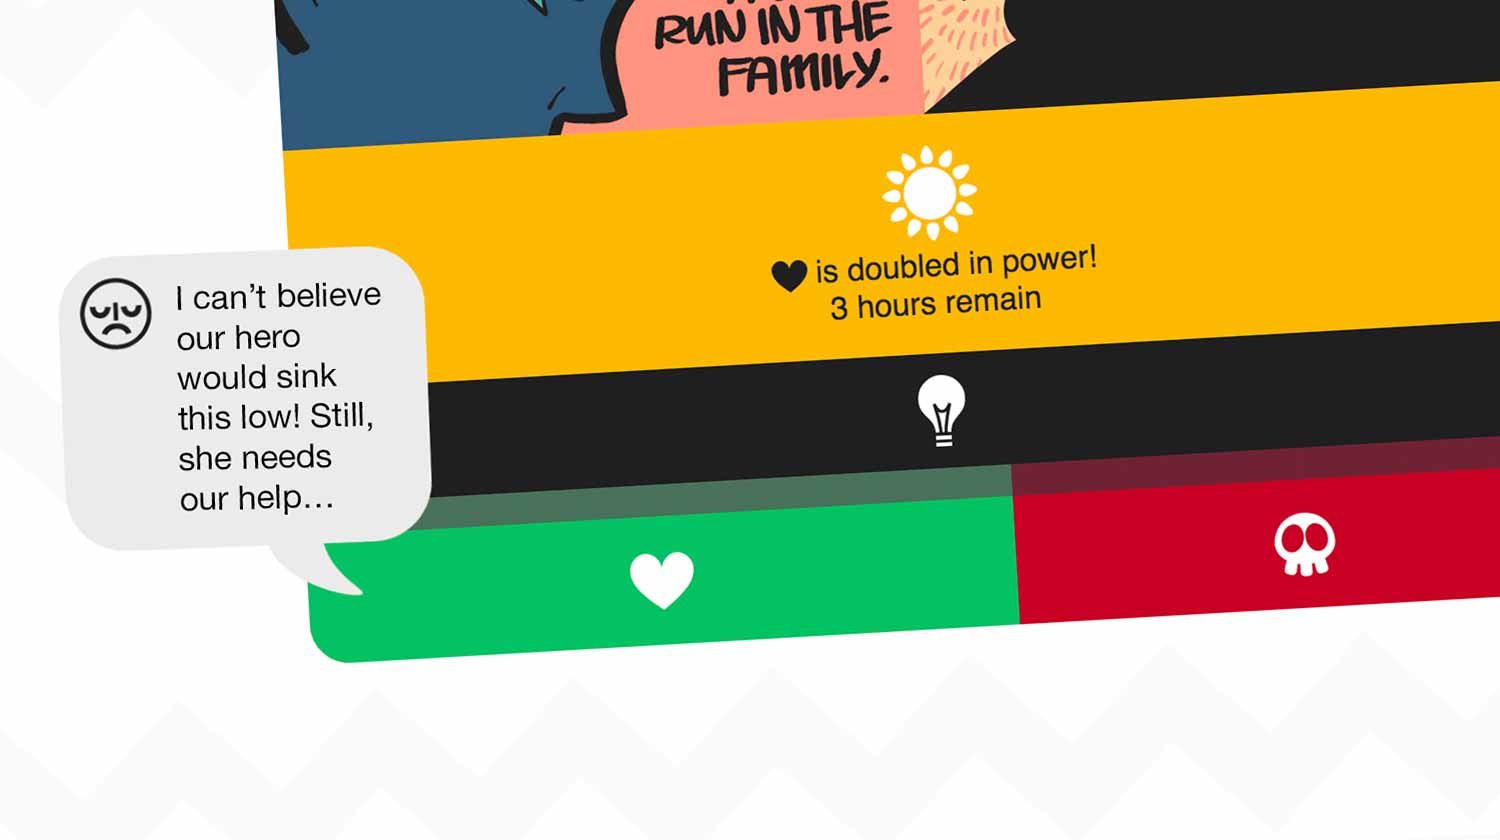 RUN IN THE
FAMILY.
is doubled in power!
3 hours remain
I can't believe
our hero
would sink
this low! Still,
she needs
our help...